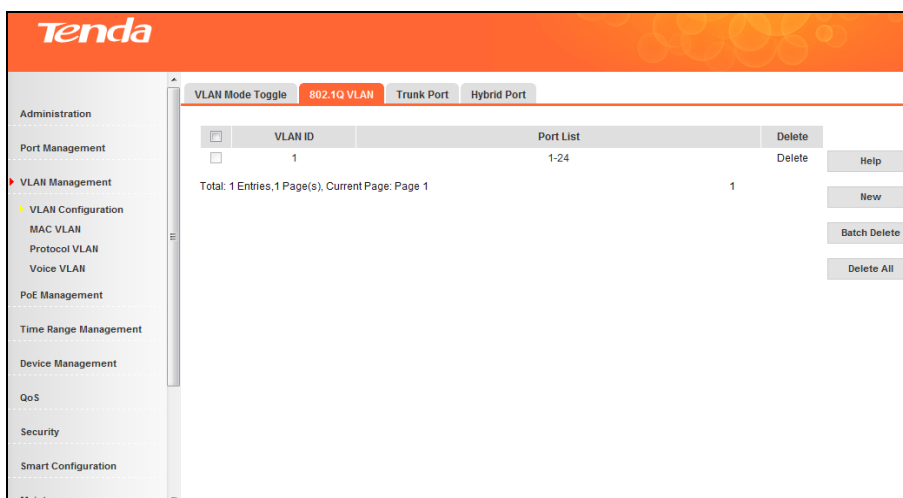 Tenda
VLAN Mode Toggle 802.1Q VLAN Trunk Port Hybrid Port
Administration
Port Management
VLAN Management
VLAN Configuration
MAC VLAN
Protocol VLAN
Voice VLAN
PoE Management
Time Range Management
Device Management
QoS
Security
Smart Configuration
VLAN ID Port List Delete
1 1-24 Delete
Total: 1 Entries,1 Page(s), Current Page: Page 1 1
Help
New
Batch Delete
Delete All